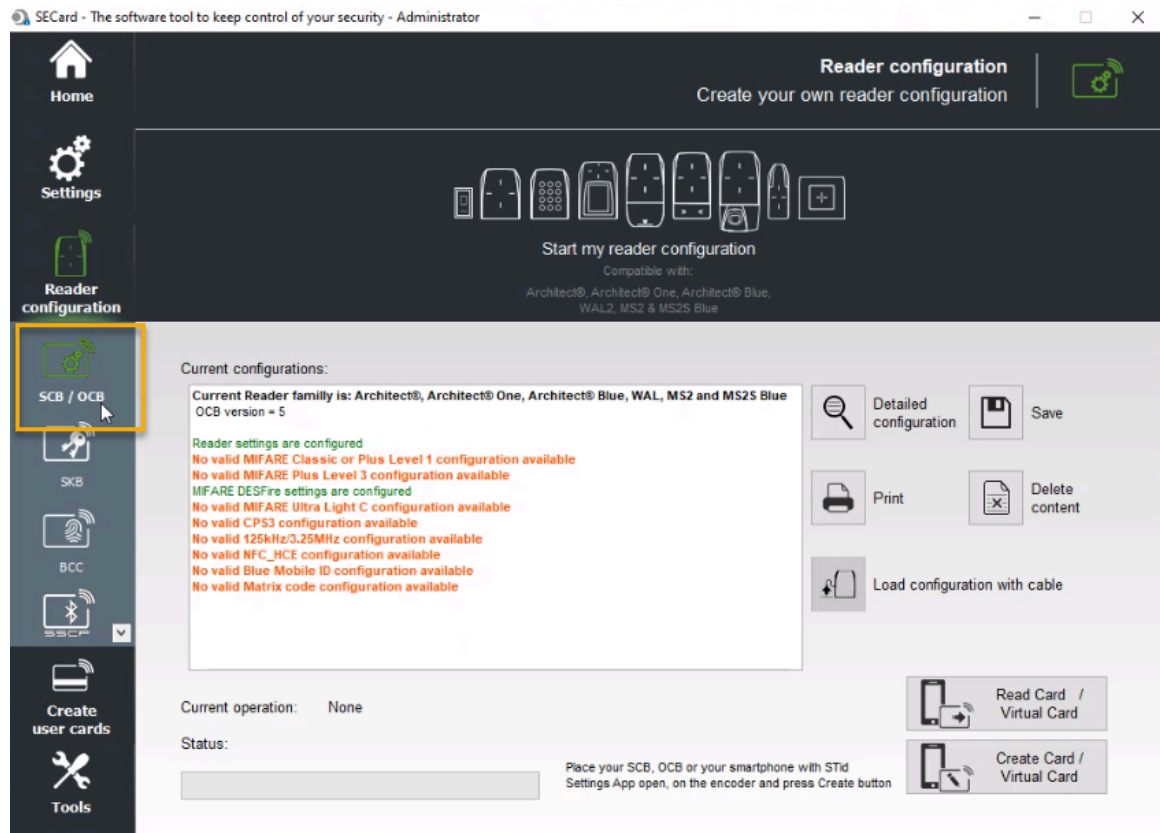 SECard - The software tool to keep control of your security - Administrator
Home
Reader configuration
Create your own reader configuration
Settings
Start my reader configuration
Compatible with:
Architect®, Architect® One, Architect® Blue,
WAL2, MS2 & MS2S Blue
Reader
configuration
SCB / OCB
SKB
BCC
SSCP
Current configurations:
Current Reader familly is: Architect®, Architect® One, Architect® Blue, WAL, MS2 and MS2S Blue
OCB version = 5
Reader settings are configured
No valid MIFARE Classic or Plus Level 1 configuration available
No valid MIFARE Plus Level 3 configuration available
MIFARE DESFire settings are configured
No valid MIFARE Ultra Light C configuration available
No valid CPS3 configuration available
No valid 125kHz/3.25MHz configuration available
No valid NFC_HCE configuration available
No valid Blue Mobile ID configuration available
No valid Matrix code configuration available
Detailed
configuration
Save
Print
Delete
content
Load configuration with cable
Create
user cards
Tools
Current operation: None
Status:
Place your SCB, OCB or your smartphone with STid
Settings App open, on the encoder and press Create button
Read Card /
Virtual Card
Create Card /
Virtual Card